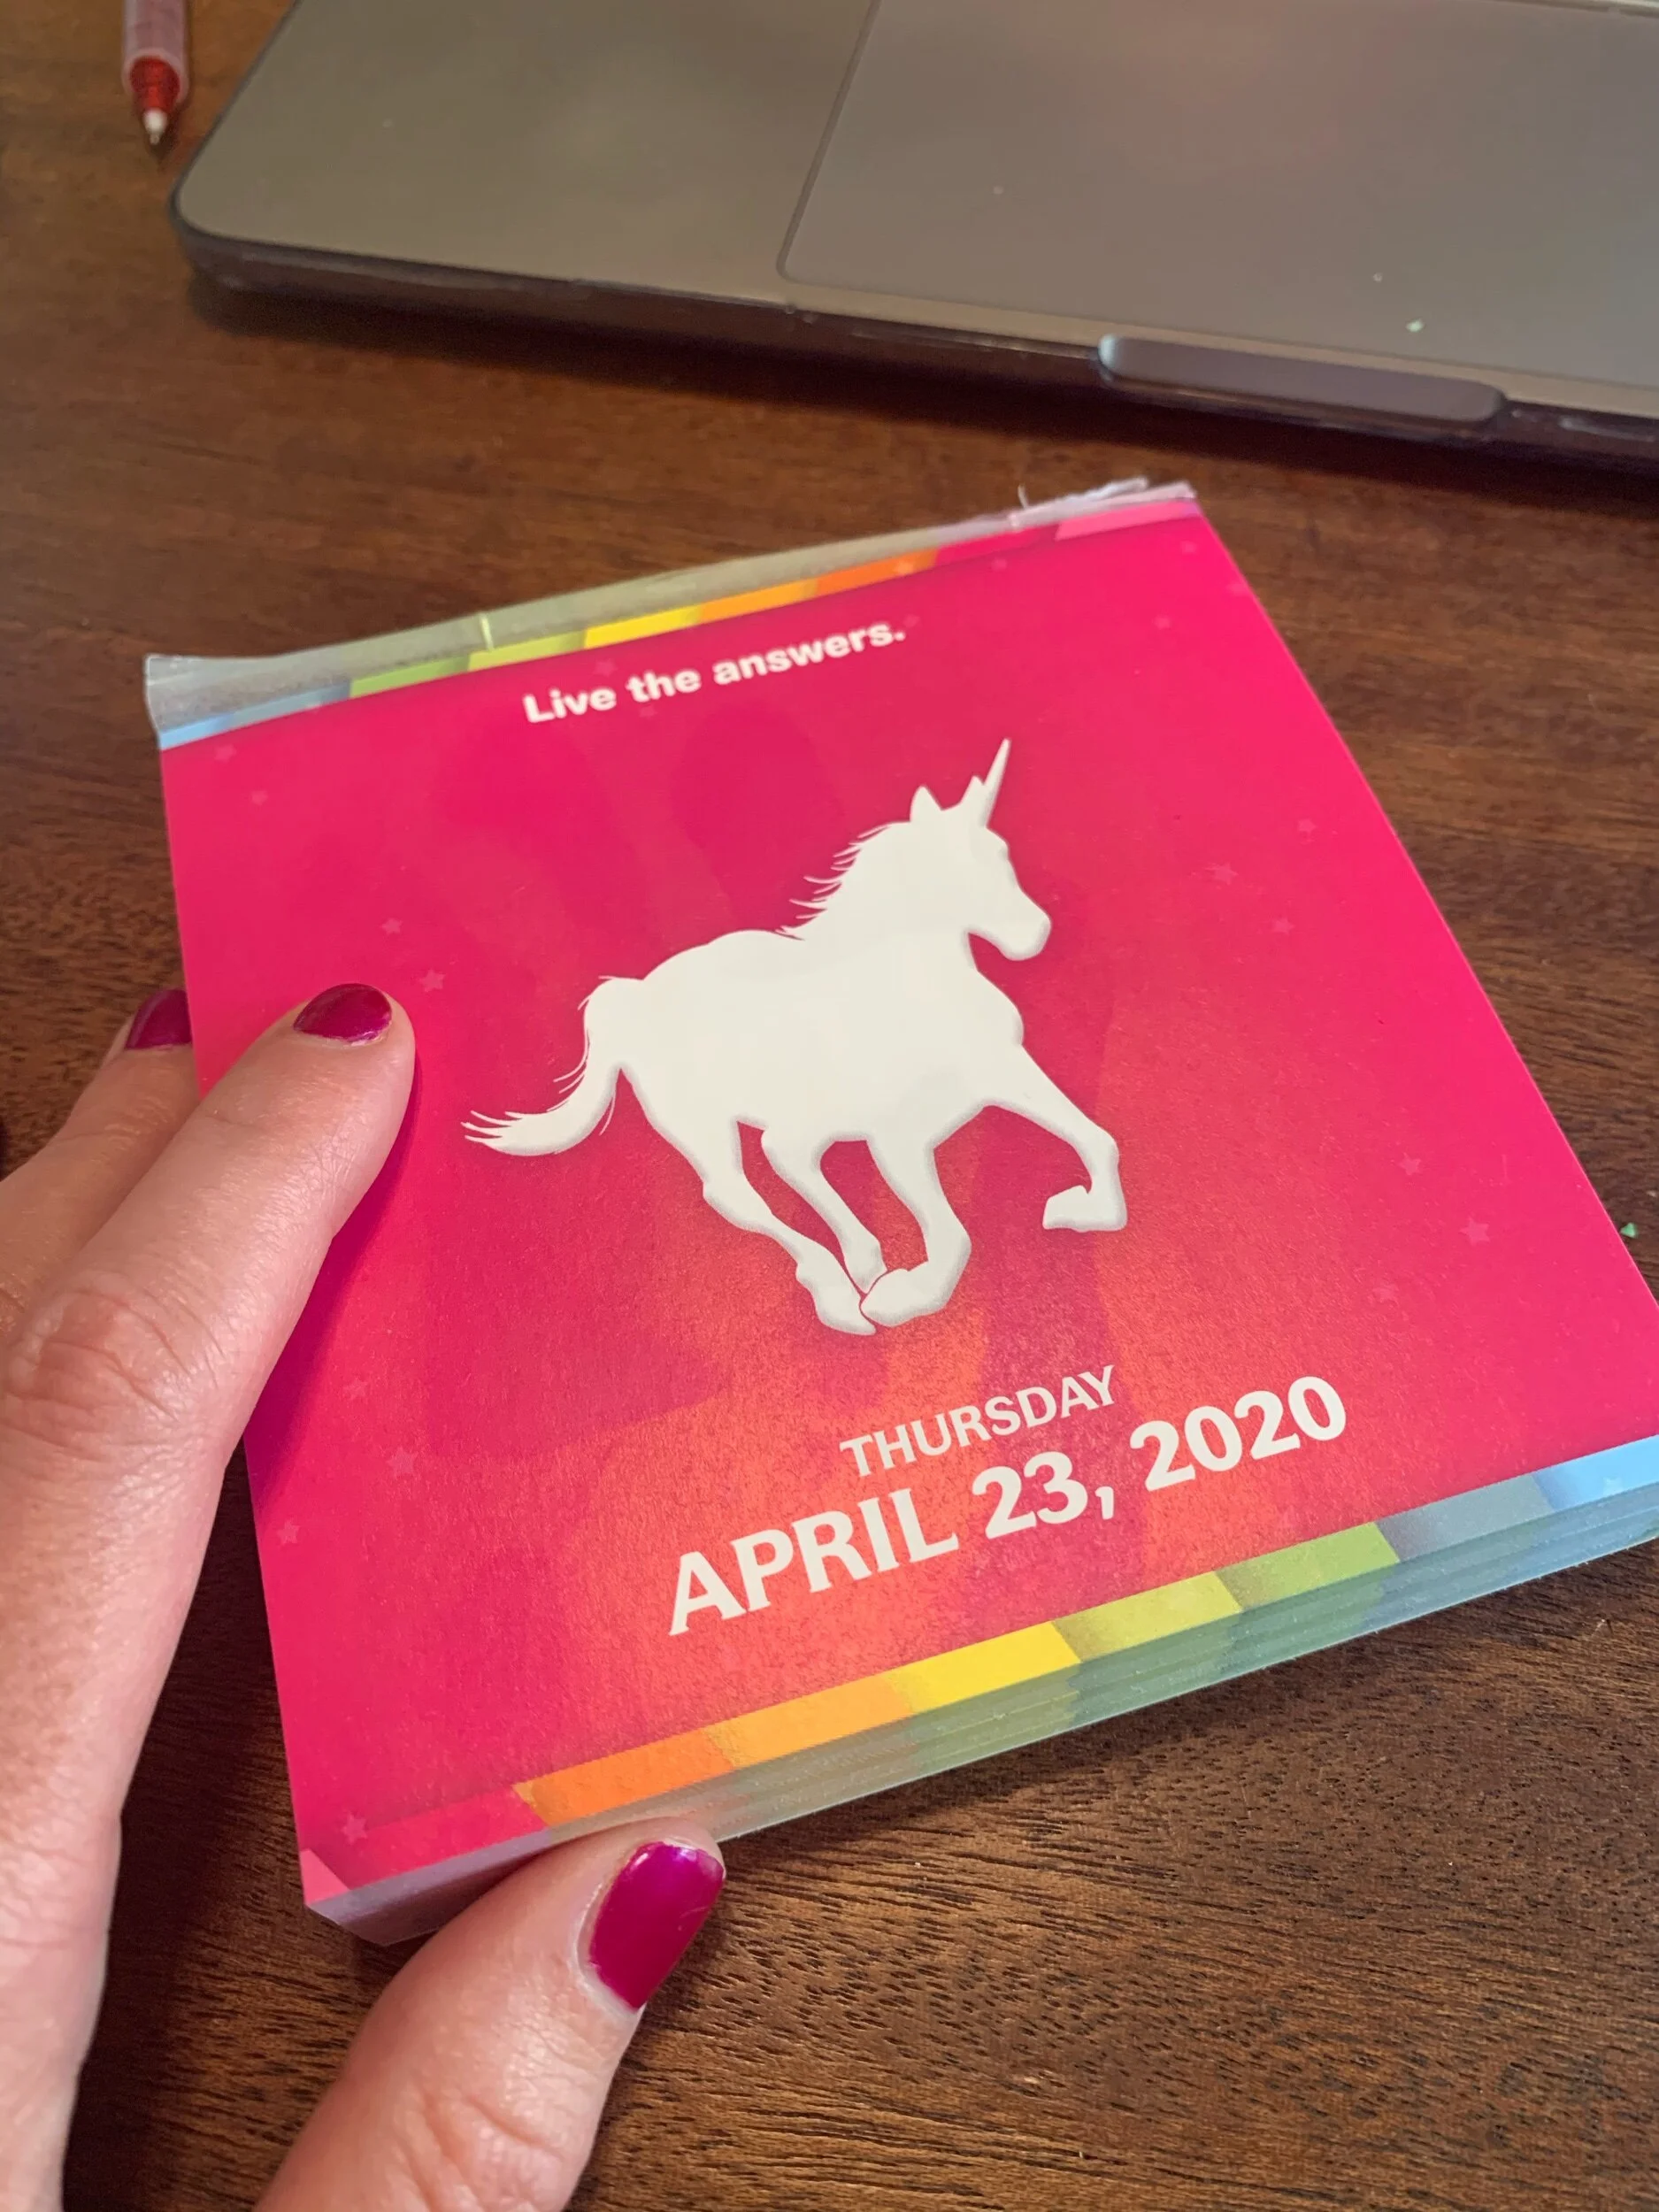 Live the answers.
THURSDAY
APRIL 23, 2020